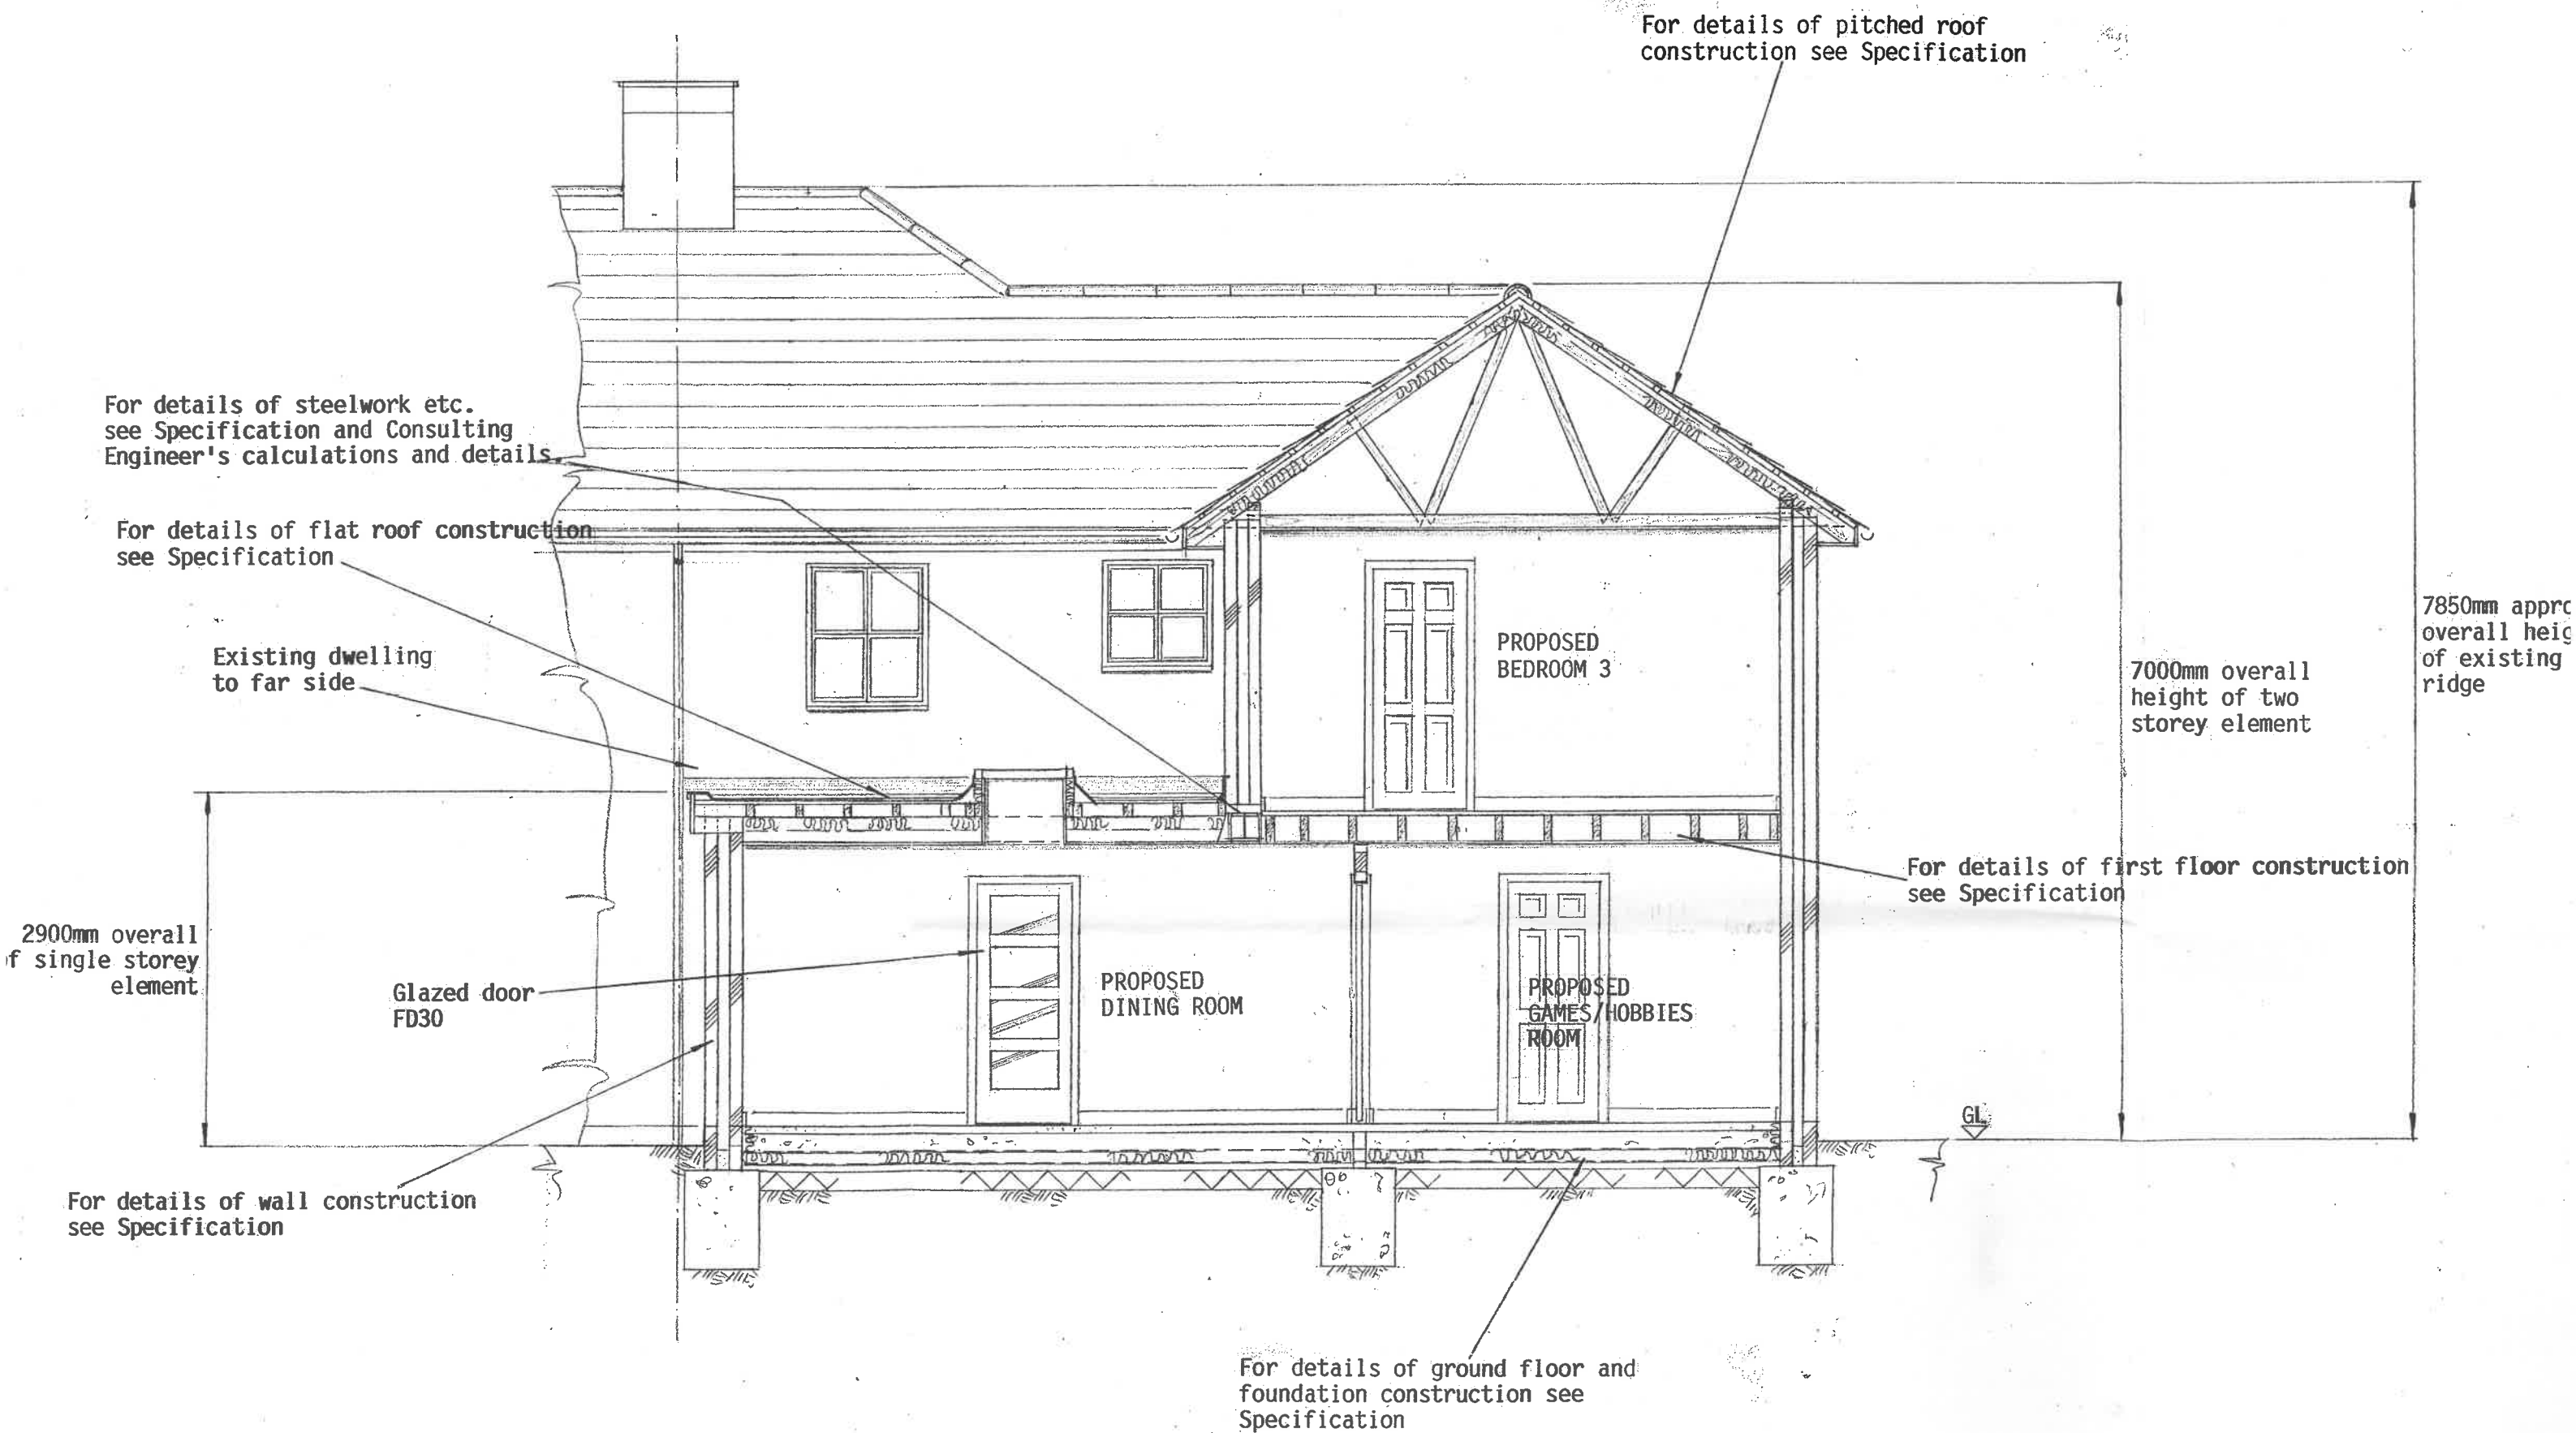 For details of pitched roof
construction see Specification
For details of steelwork etc.
see Specification and Consulting
Engineer's calculations and details.
For details of flat roof construction
see Specification
Existing dwelling
to far side
PROPOSED
BEDROOM 3
7000mm overall
height of two
storey element
7850mm appro
overall heig
of existing
ridge
For details of first floor construction
see Specification
2900mm overall
f single storey
element
Glazed door
FD30
PROPOSED
DINING ROOM
PROPOSED
GAMES/HOBBIES
ROOM
GL
For details of wall construction
see Specification
For details of ground floor and
foundation construction see
Specification